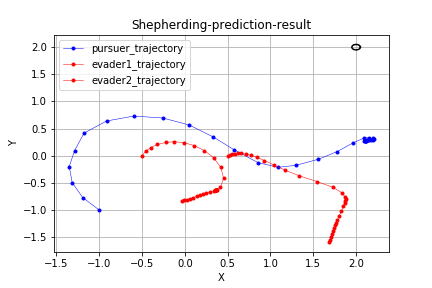 Shepherding-prediction-result
pursuer_trajectory
evader1_trajectory
evader2_trajectory
Y
2.0
1.5
1.0
0.5
0.0
−0.5
−1.0
−1.5
−1.5 −1.0 −0.5 0.0 0.5 1.0 1.5 2.0
X